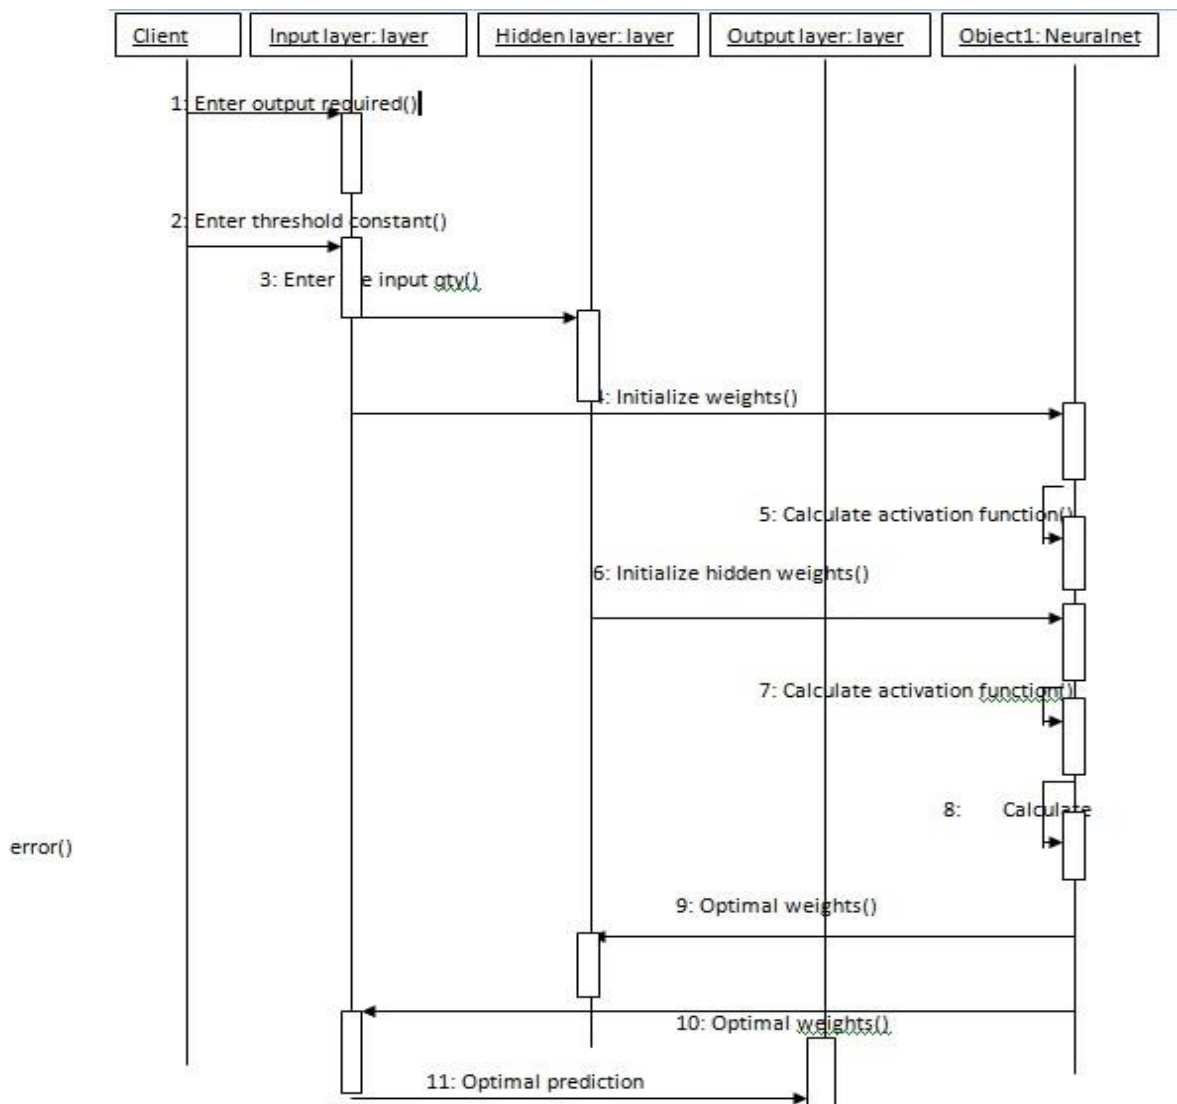 Client
Input layer: layer
Hidden layer: layer
Output layer: layer
Object1: Neuralnet
1: Enter output required()
2: Enter threshold constant()
3: Enter e input qty()
4: Initialize weights()
5: Calculate activation function()
6: Initialize hidden weights()
7: Calculate activation function()
8: Calculate
error()
9: Optimal weights()
10: Optimal weights()
11: Optimal prediction